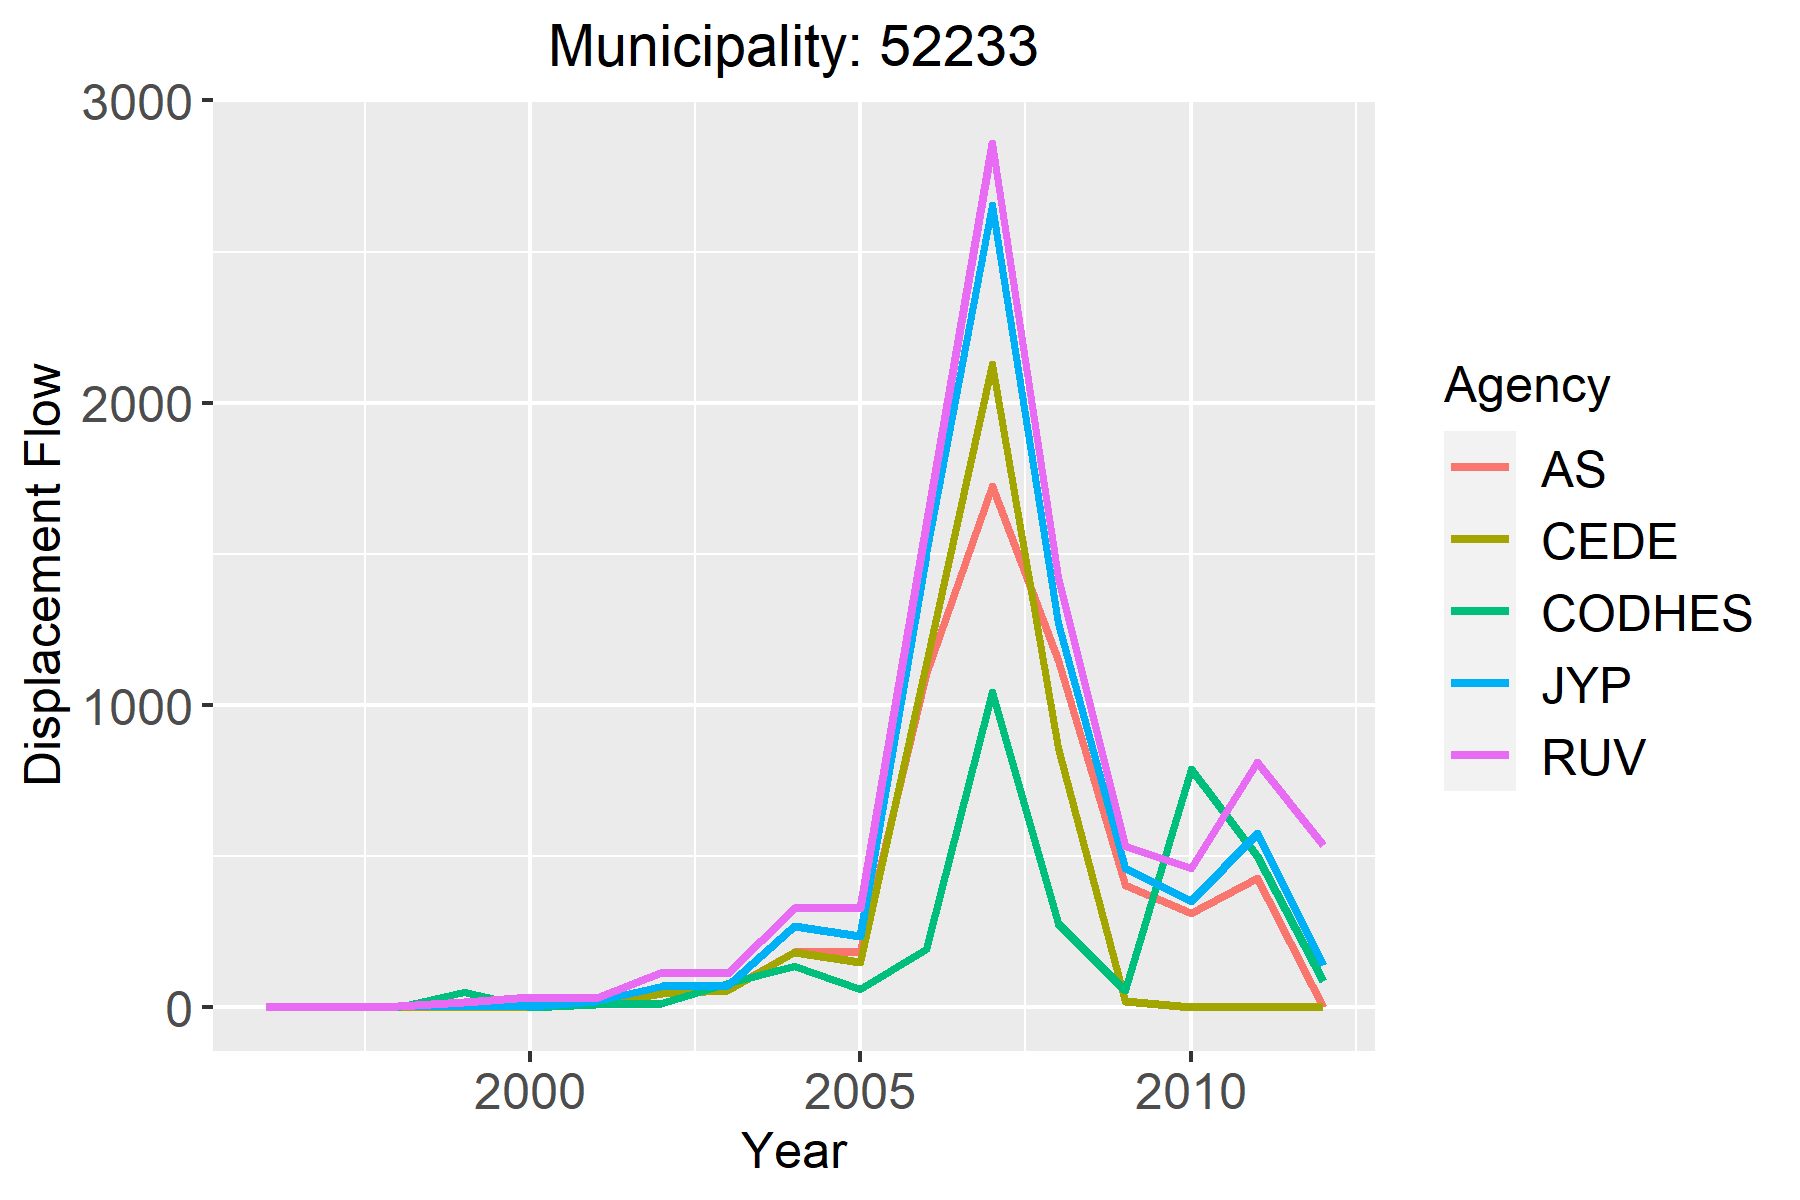 Municipality: 52233
3000
2000
1000
0
Displacement Flow
2000 2005 2010
Year
Agency
AS
CEDE
CODHES
JYP
RUV